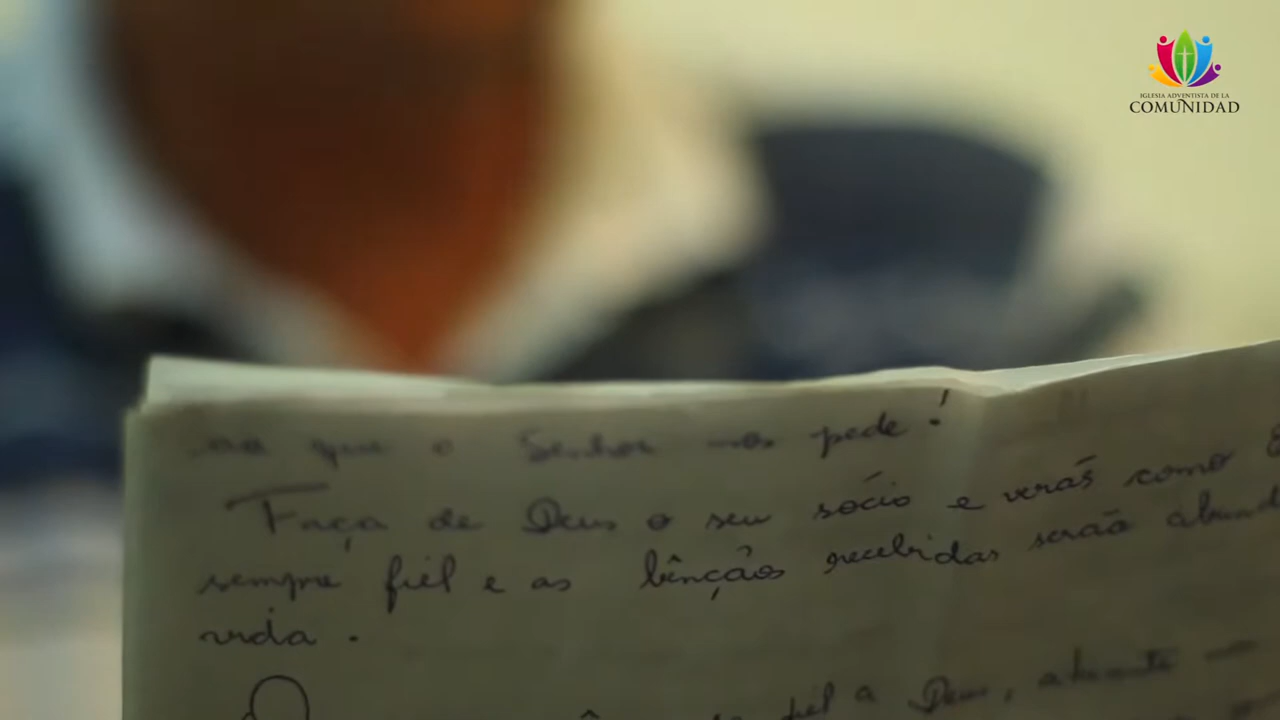 IGLESIA ADVENTISTA DE LA
COMUNIDAD
que o Senhor nos pede!
Faça de Deus o seu sócio e verás como
sempre fiel e as bênçãos recebidas serão
vida.
fiel a Deus,